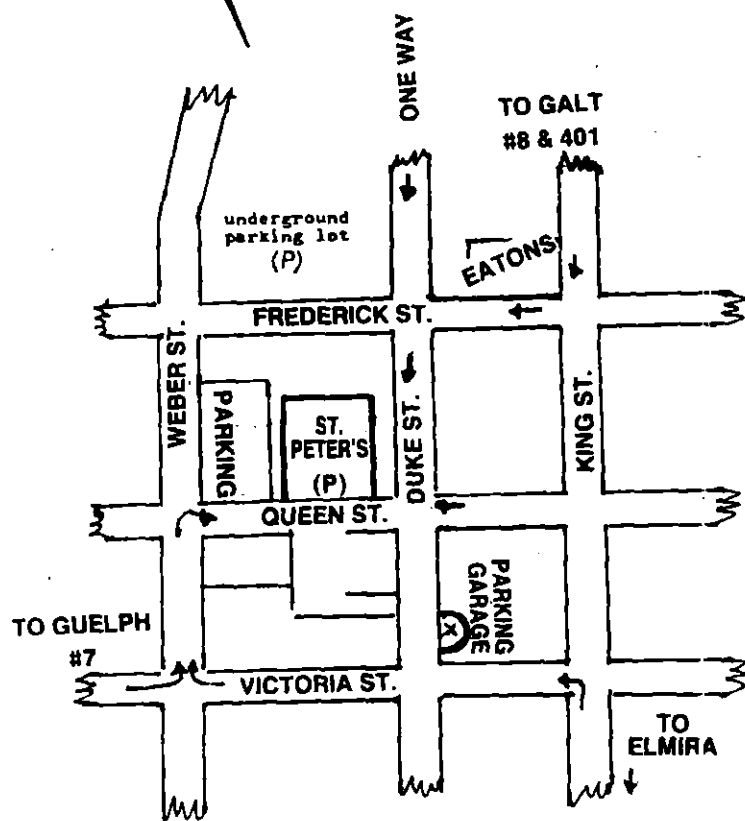 ONE WAY
TO GALT
#8 & 401
underground
parking lot
(P)
EATONS
FREDERICK ST.
WEBER ST.
PARKING
ST.
PETER'S
(P)
DUKE ST.
KING ST.
QUEEN ST.
PARKING
GARAGE
X
TO GUELPH
#7
VICTORIA ST.
TO
ELMIRA